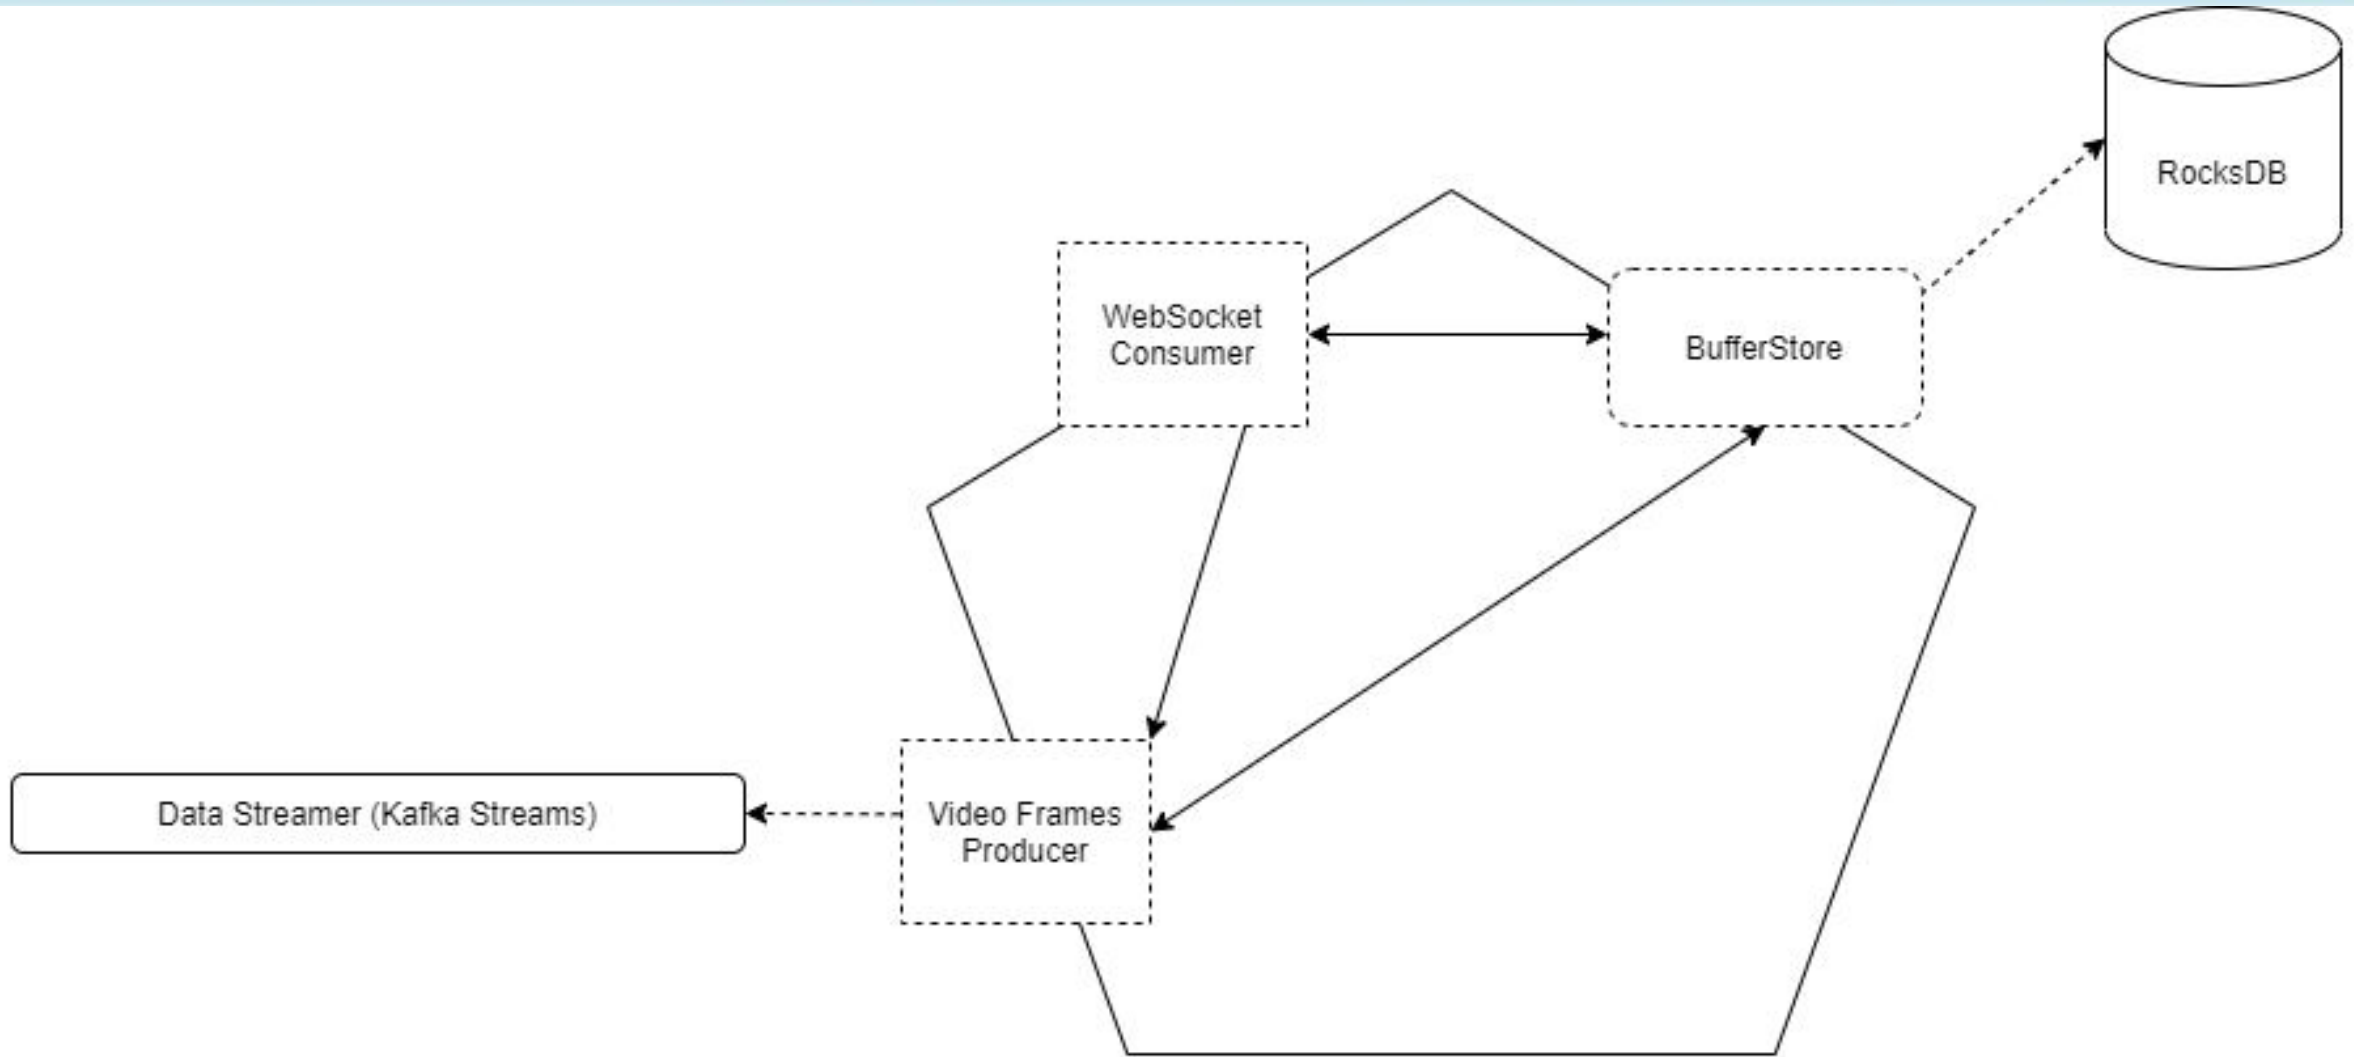 RocksDB
WebSocket
Consumer
BufferStore
Data Streamer (Kafka Streams)
Video Frames
Producer